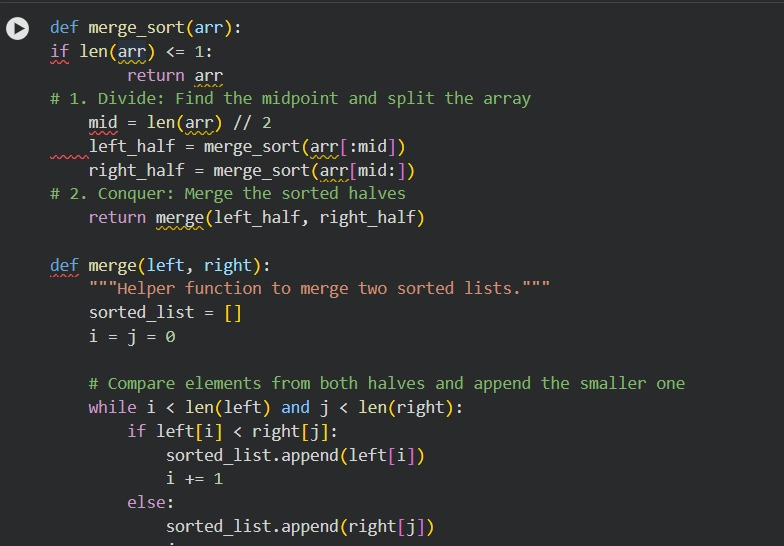 def merge_sort(arr):
if len(arr) <= 1:
        return arr
# 1. Divide: Find the midpoint and split the array
    mid = len(arr) // 2
    left_half = merge_sort(arr[:mid])
    right_half = merge_sort(arr[mid:])
# 2. Conquer: Merge the sorted halves
    return merge(left_half, right_half)

def merge(left, right):
    """Helper function to merge two sorted lists."""
    sorted_list = []
    i = j = 0

    # Compare elements from both halves and append the smaller one
    while i < len(left) and j < len(right):
        if left[i] < right[j]:
            sorted_list.append(left[i])
            i += 1
        else:
            sorted_list.append(right[j])